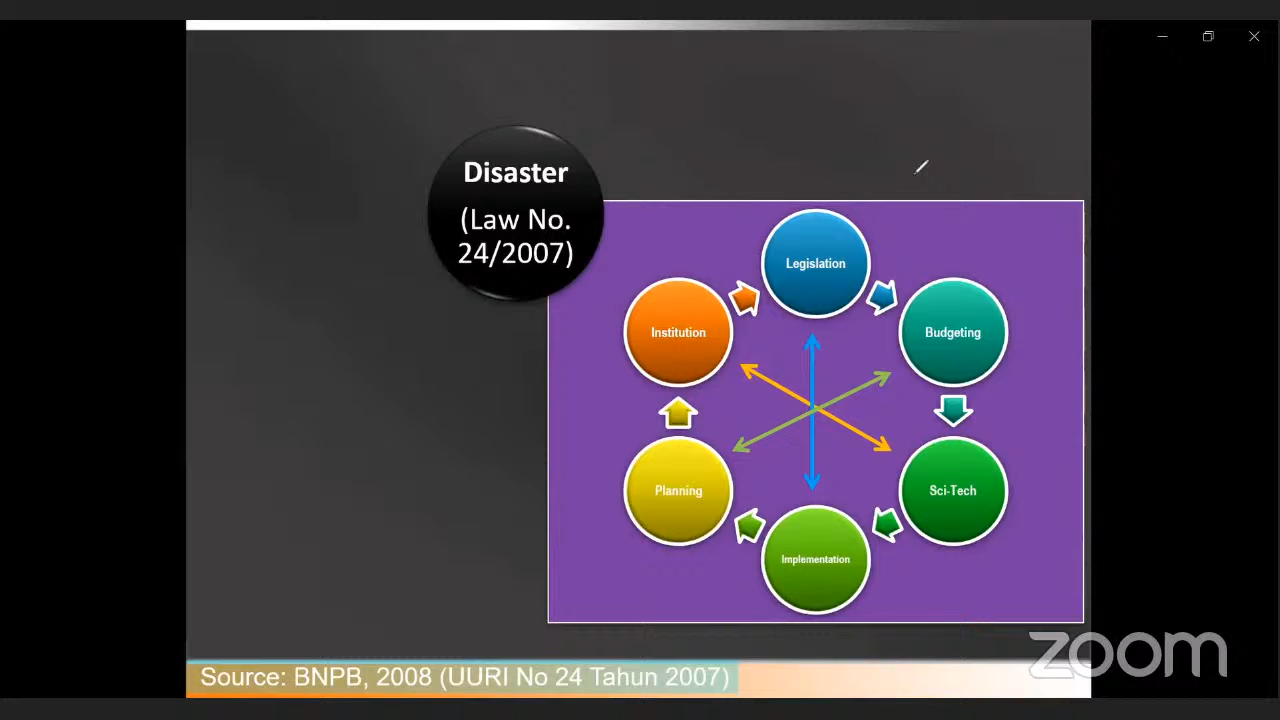 Disaster
(Law No.
24/2007)
Legislation
Institution
Budgeting
Planning
Sci-Tech
Implementation
zoom
Source: BNPB, 2008 (UURI No 24 Tahun 2007)